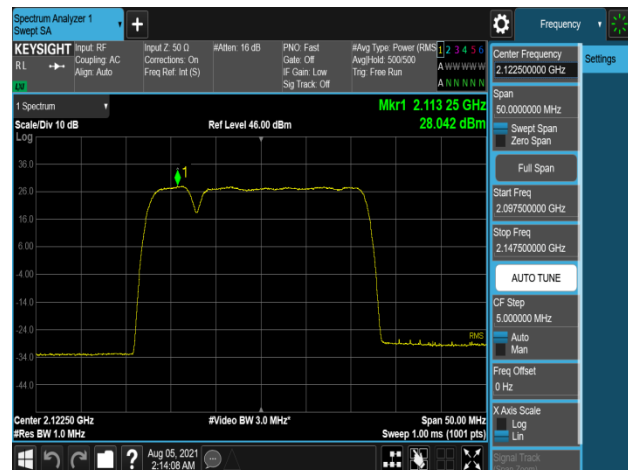 Spectrum Analyzer 1
Swept SA
+
Frequency
KEYSIGHT
RL
LW
Input: RF
Coupling: AC
Align: Auto
Input Z: 50 Ω
Corrections: On
Freq Ref: Int (S)
#Atten: 16 dB
PNO: Fast
Gate: Off
IF Gain: Low
Sig Track: Off
#Avg Type: Power (RMS
Avg|Hold: 500/500
Trig: Free Run
1 2 3 4 5 6
A W W W W W
A N N N N N
1 Spectrum
Scale/Div 10 dB
Log
Ref Level 46.00 dBm
Mkr1 2.113 25 GHz
28.042 dBm
1
36.0
26.0
16.0
6.00
-4.00
-14.0
-24.0
-34.0
-44.0
RMS
Center 2.12250 GHz
#Res BW 1.0 MHz
#Video BW 3.0 MHz*
Span 50.00 MHz
Sweep 1.00 ms (1001 pts)
?
Aug 05, 2021
2:14:08 AM
Center Frequency
2.122500000 GHz
Span
50.0000000 MHz
Swept Span
Zero Span
Full Span
Start Freq
2.097500000 GHz
Stop Freq
2.147500000 GHz
AUTO TUNE
CF Step
5.000000 MHz
Auto
Man
Freq Offset
0 Hz
X Axis Scale
Log
Lin
Signal Track
Settings